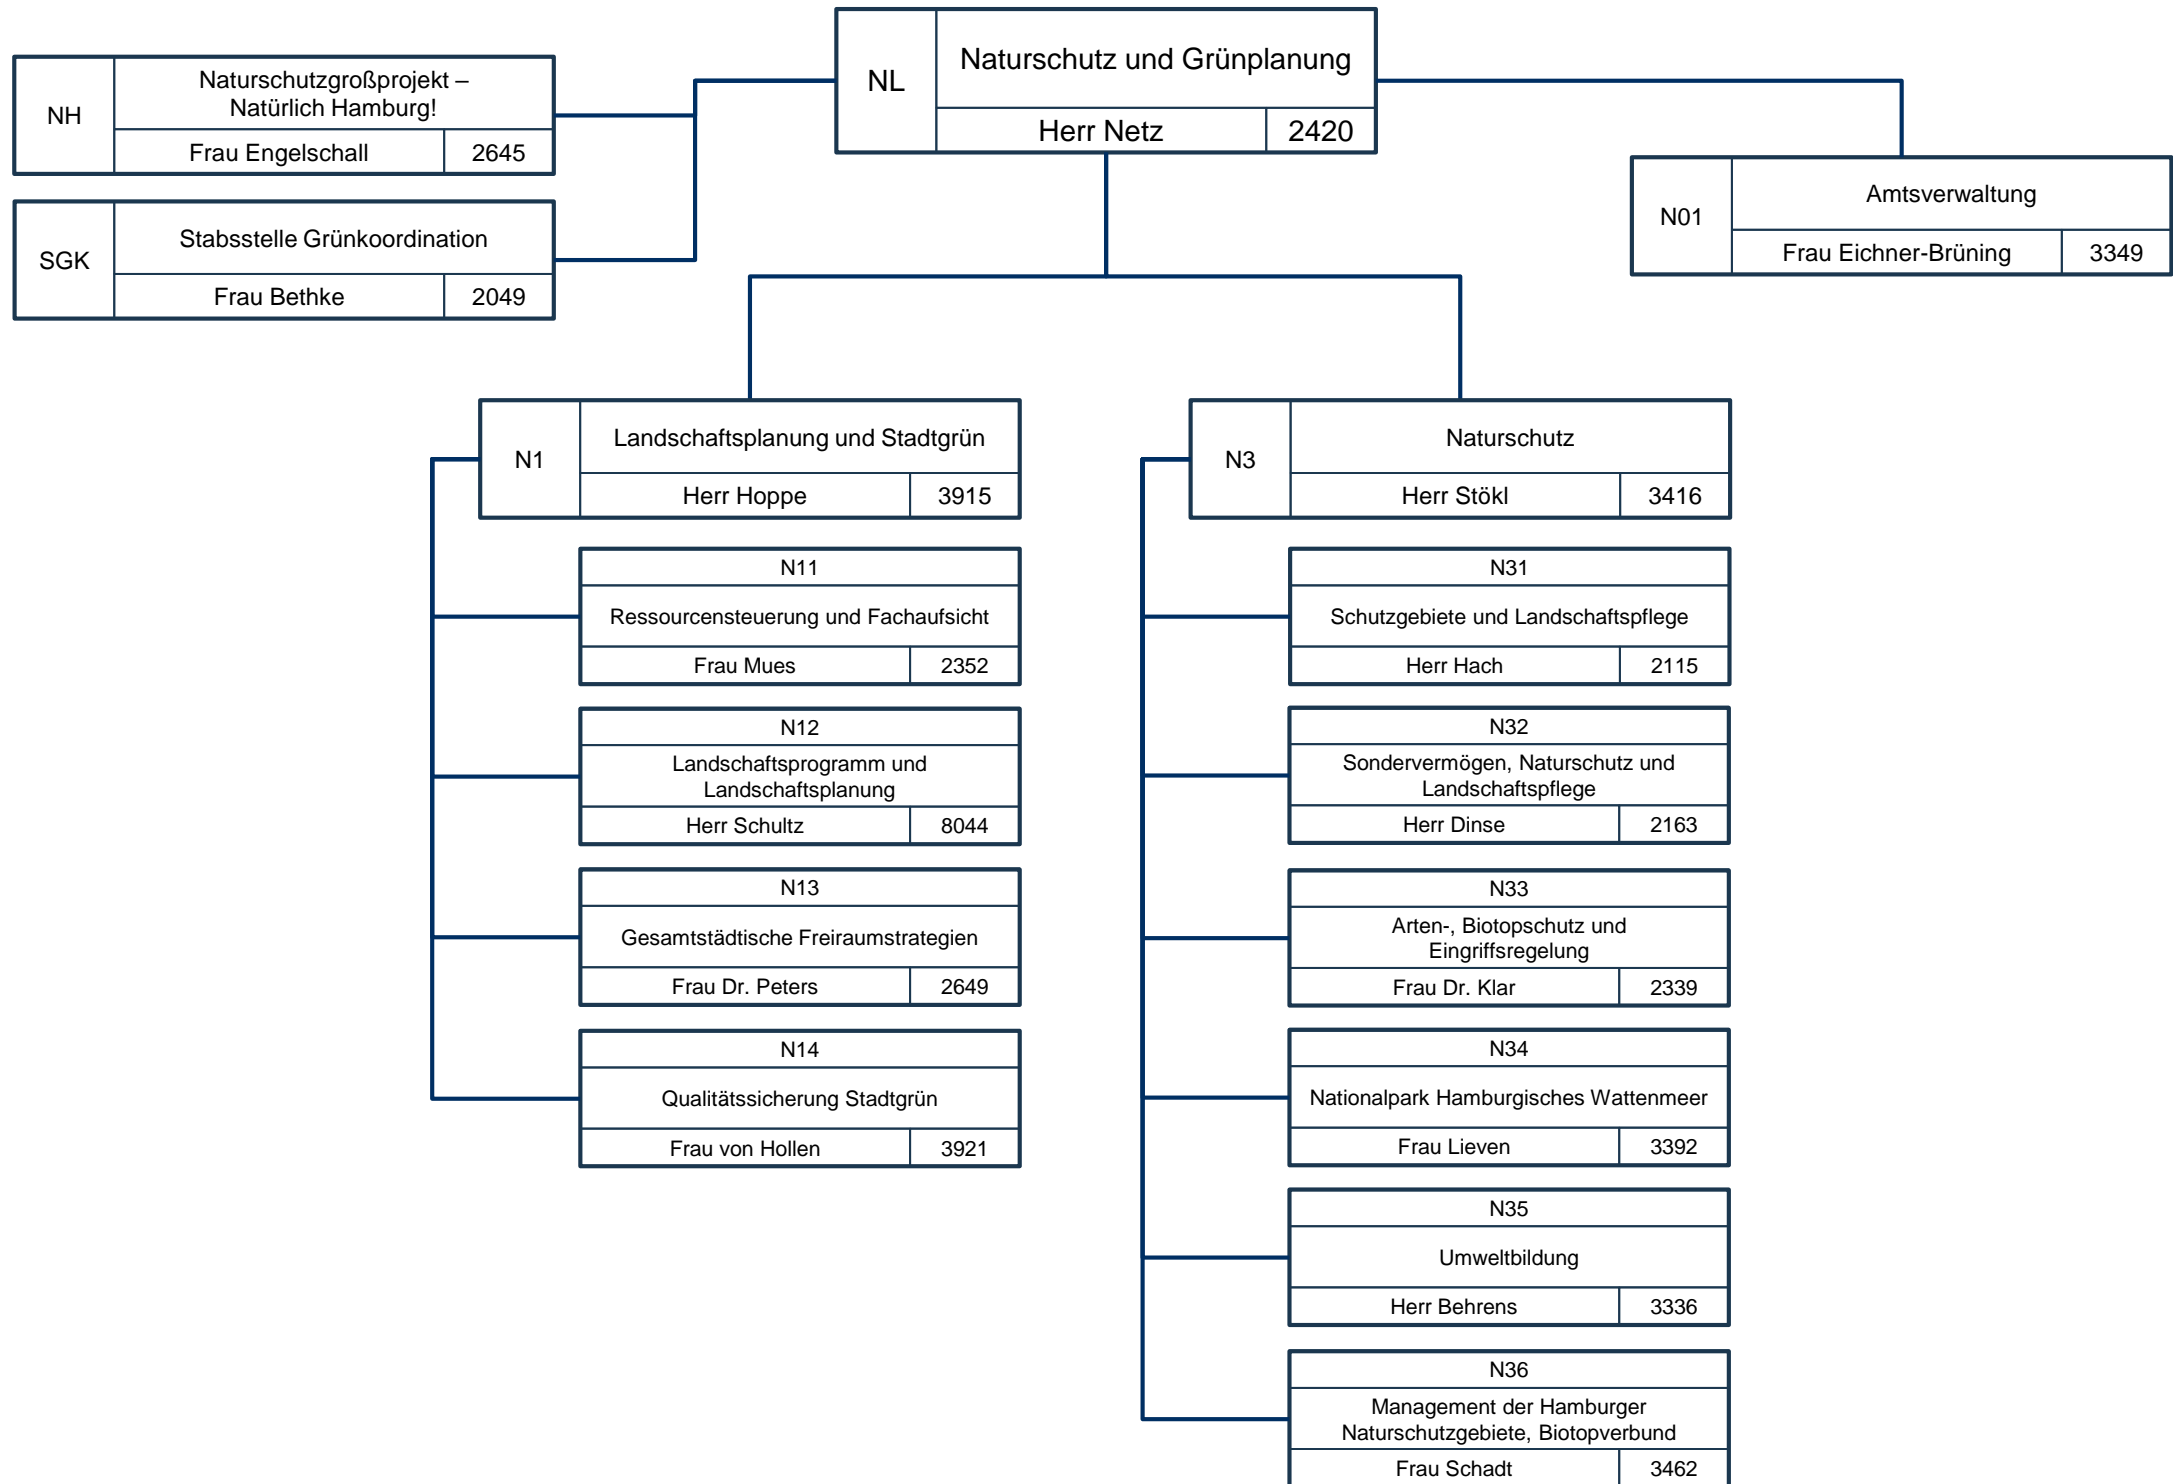 NL
Naturschutz und Grünplanung
Herr Netz 2420
NH
Naturschutzgroßprojekt –
Natürlich Hamburg!
Frau Engelschall 2645
SGK
Stabsstelle Grünkoordination
Frau Bethke 2049
N01
Amtsverwaltung
Frau Eichner-Brüning 3349
N1
Landschaftsplanung und Stadtgrün
Herr Hoppe 3915
N11
Ressourcensteuerung und Fachaufsicht
Frau Mues 2352
N12
Landschaftsprogramm und
Landschaftsplanung
Herr Schultz 8044
N13
Gesamtstädtische Freiraumstrategien
Frau Dr. Peters 2649
N14
Qualitätssicherung Stadtgrün
Frau von Hollen 3921
N3
Naturschutz
Herr Stökl 3416
N31
Schutzgebiete und Landschaftspflege
Herr Hach 2115
N32
Sondervermögen, Naturschutz und
Landschaftspflege
Herr Dinse 2163
N33
Arten-, Biotopschutz und
Eingriffsregelung
Frau Dr. Klar 2339
N34
Nationalpark Hamburgisches Wattenmeer
Frau Lieven 3392
N35
Umweltbildung
Herr Behrens 3336
N36
Management der Hamburger
Naturschutzgebiete, Biotopverbund
Frau Schadt 3462